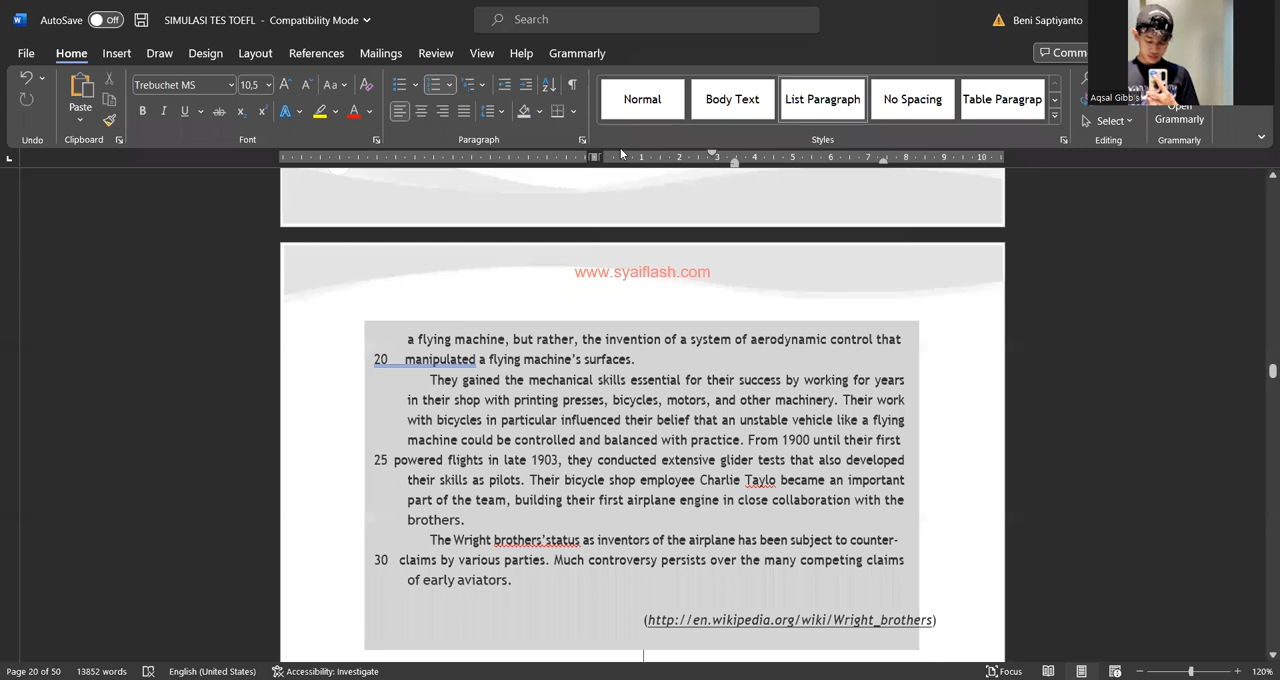 AutoSave Off SIMULASI TES TOEFL - Compatibility Mode Search Beni Saptiyanto
File Home Insert Draw Design Layout References Mailings Review View Help Grammarly Comm
Aqsal Gibb's
Trebuchet MS 10,5
Paste
Normal Body Text List Paragraph No Spacing Table Paragrap
Select
Open
Grammarly
Undo Clipboard Font Paragraph Styles Editing Grammarly
1 2 3 4 5 6 7 8 9 10
www.syaiflash.com
a flying machine, but rather, the invention of a system of aerodynamic control that
20 manipulated a flying machine's surfaces.
They gained the mechanical skills essential for their success by working for years
in their shop with printing presses, bicycles, motors, and other machinery. Their work
with bicycles in particular influenced their belief that an unstable vehicle like a flying
machine could be controlled and balanced with practice. From 1900 until their first
25 powered flights in late 1903, they conducted extensive glider tests that also developed
their skills as pilots. Their bicycle shop employee Charlie Taylo became an important
part of the team, building their first airplane engine in close collaboration with the
brothers.
The Wright brothers'status as inventors of the airplane has been subject to counter-
30 claims by various parties. Much controversy persists over the many competing claims
of early aviators.
(http://en.wikipedia.org/wiki/Wright_brothers)
Page 20 of 50 13852 words English (United States) Accessibility: Investigate Focus 120%